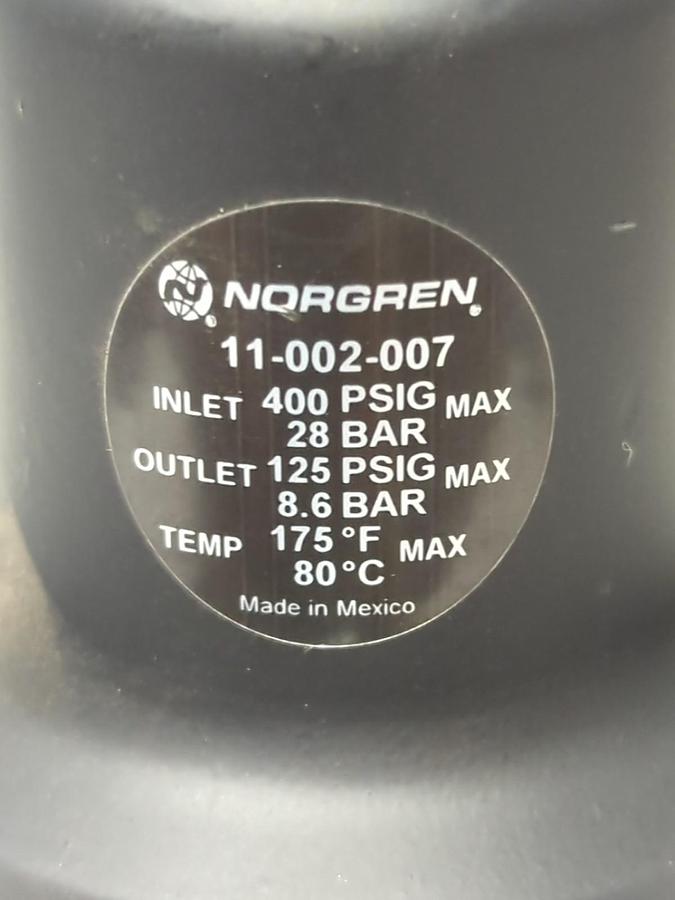 NORGREN®
11-002-007
INLET 400 PSIG MAX
28 BAR
OUTLET 125 PSIG MAX
8.6 BAR
TEMP 175°F MAX
80°C
Made in Mexico